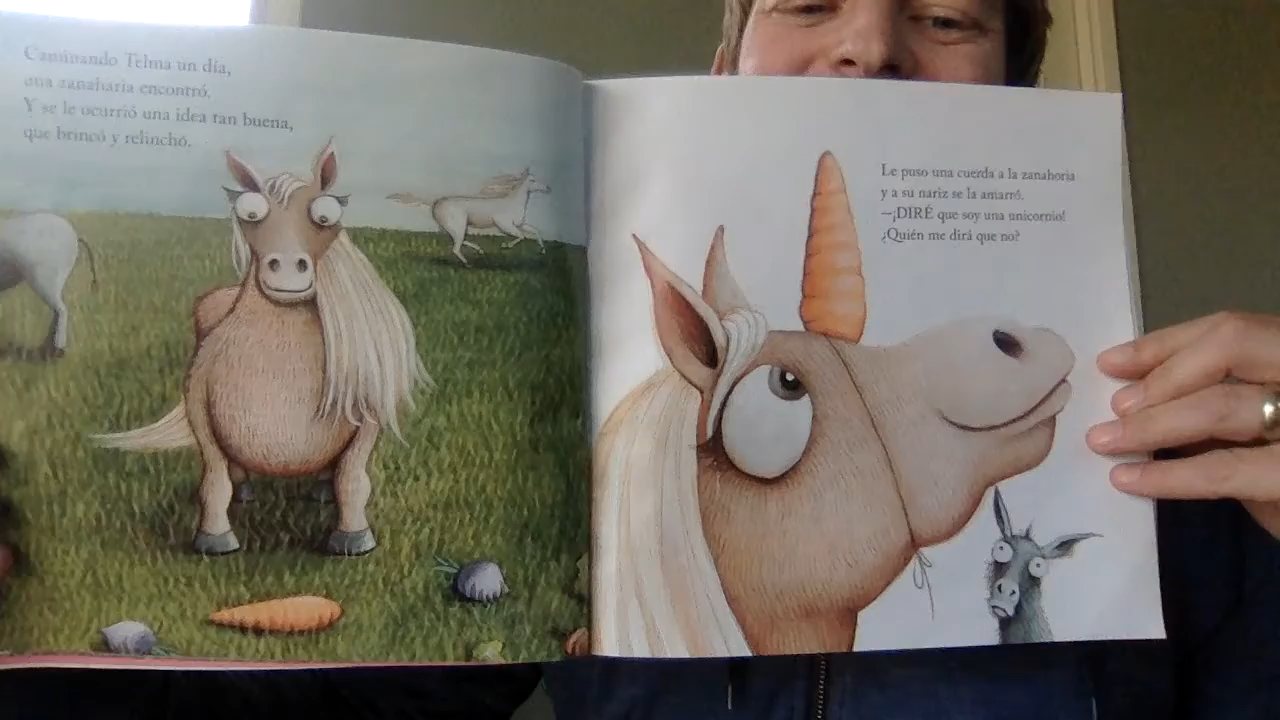 Caminando Telma un día,
una zanahoria encontró.
Y se le ocurrió una idea tan buena,
que brincó y relinchó.
Le puso una cuerda a la zanahoria
y a su nariz se la amarró.
—¡DIRÉ que soy una unicornio!
¿Quién me dirá que no?